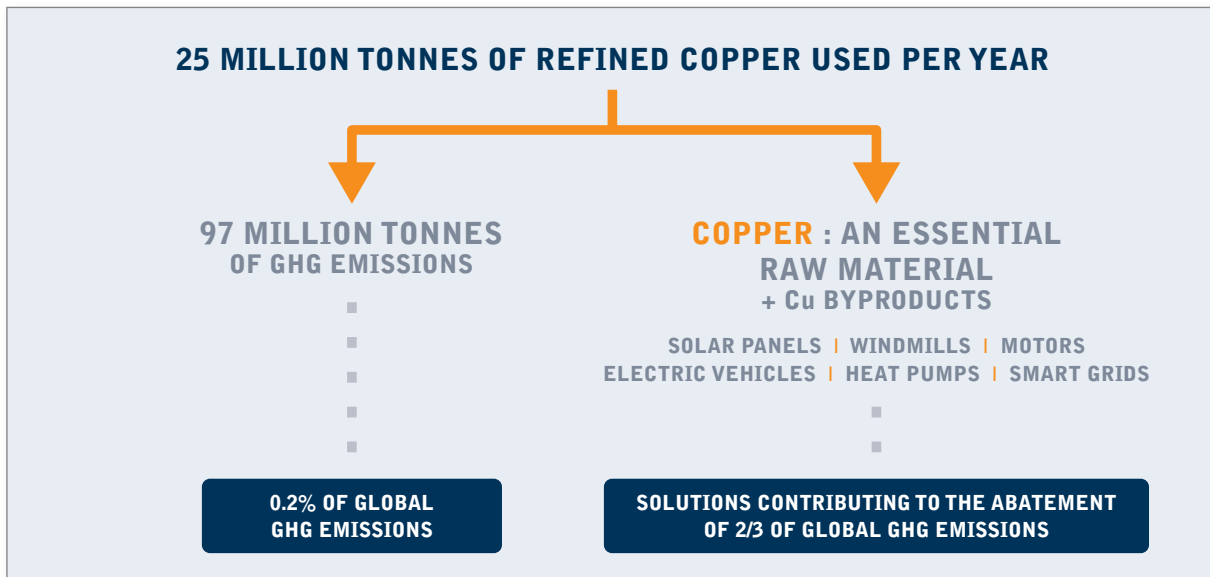 25 MILLION TONNES OF REFINED COPPER USED PER YEAR
97 MILLION TONNES
OF GHG EMISSIONS
COPPER : AN ESSENTIAL
RAW MATERIAL
+ Cu BYPRODUCTS
SOLAR PANELS | WINDMILLS | MOTORS
ELECTRIC VEHICLES | HEAT PUMPS | SMART GRIDS
0.2% OF GLOBAL
GHG EMISSIONS
SOLUTIONS CONTRIBUTING TO THE ABATEMENT
OF 2/3 OF GLOBAL GHG EMISSIONS